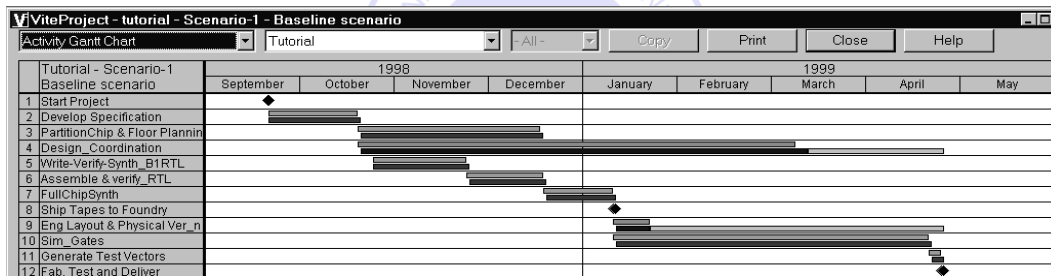 ViteProject - tutorial - Scenario-1 - Baseline scenario
Activity Gantt Chart Tutorial - All - Copy Print Close Help
Tutorial - Scenario-1 1998 1999
Baseline scenario September October November December January February March April May
1 Start Project
2 Develop Specification
3 PartitionChip & Floor Plannin
4 Design_Coordination
5 Write-Verify-Synth_B1RTL
6 Assemble & verify_RTL
7 FullChipSynth
8 Ship Tapes to Foundry
9 Eng Layout & Physical Ver_n
10 Sim_Gates
11 Generate Test Vectors
12 Fab, Test and Deliver